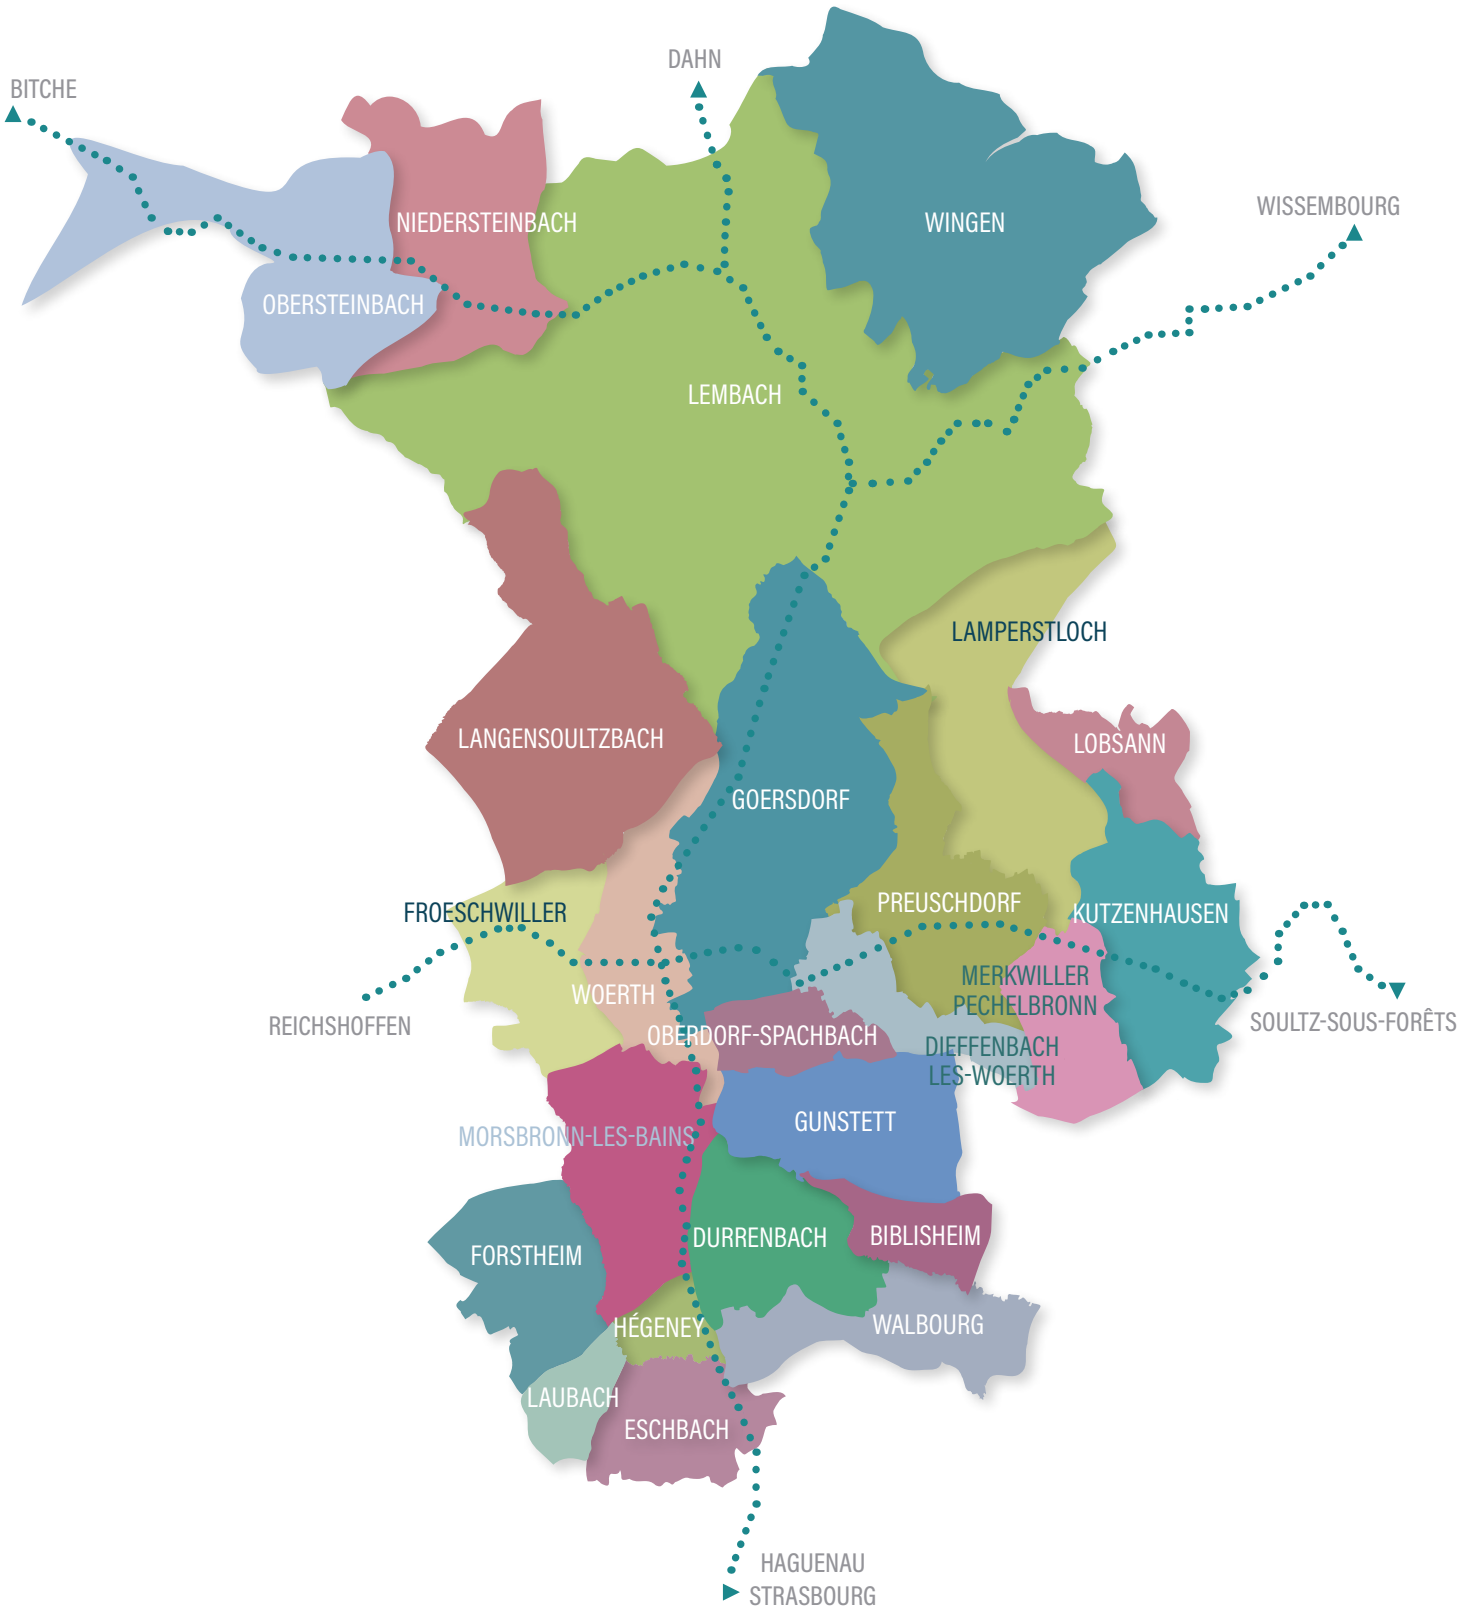 DAHN
BITCHE
WISSEMBOURG
NIEDERSTEINBACH
WINGEN
OBERSTEINBACH
LEMBACH
LAMPERSTLOCH
LANGENSOULTZBACH
LOBSANN
GOERSDORF
FROESCHWILLER
PREUSCHDORF
KUTZENHAUSEN
MERKWILLER
PECHELBRONN
WOERTH
REICHSHOFFEN
SOULTZ-SOUS-FORÊTS
OBERDORF-SPACHBACH
DIEFFENBACH
LES-WOERTH
GUNSTETT
MORSBRONN-LES-BAINS
DURRENBACH
BIBLISHEIM
FORSTHEIM
HÉGENEY
WALBOURG
LAUBACH
ESCHBACH
HAGUENAU
STRASBOURG